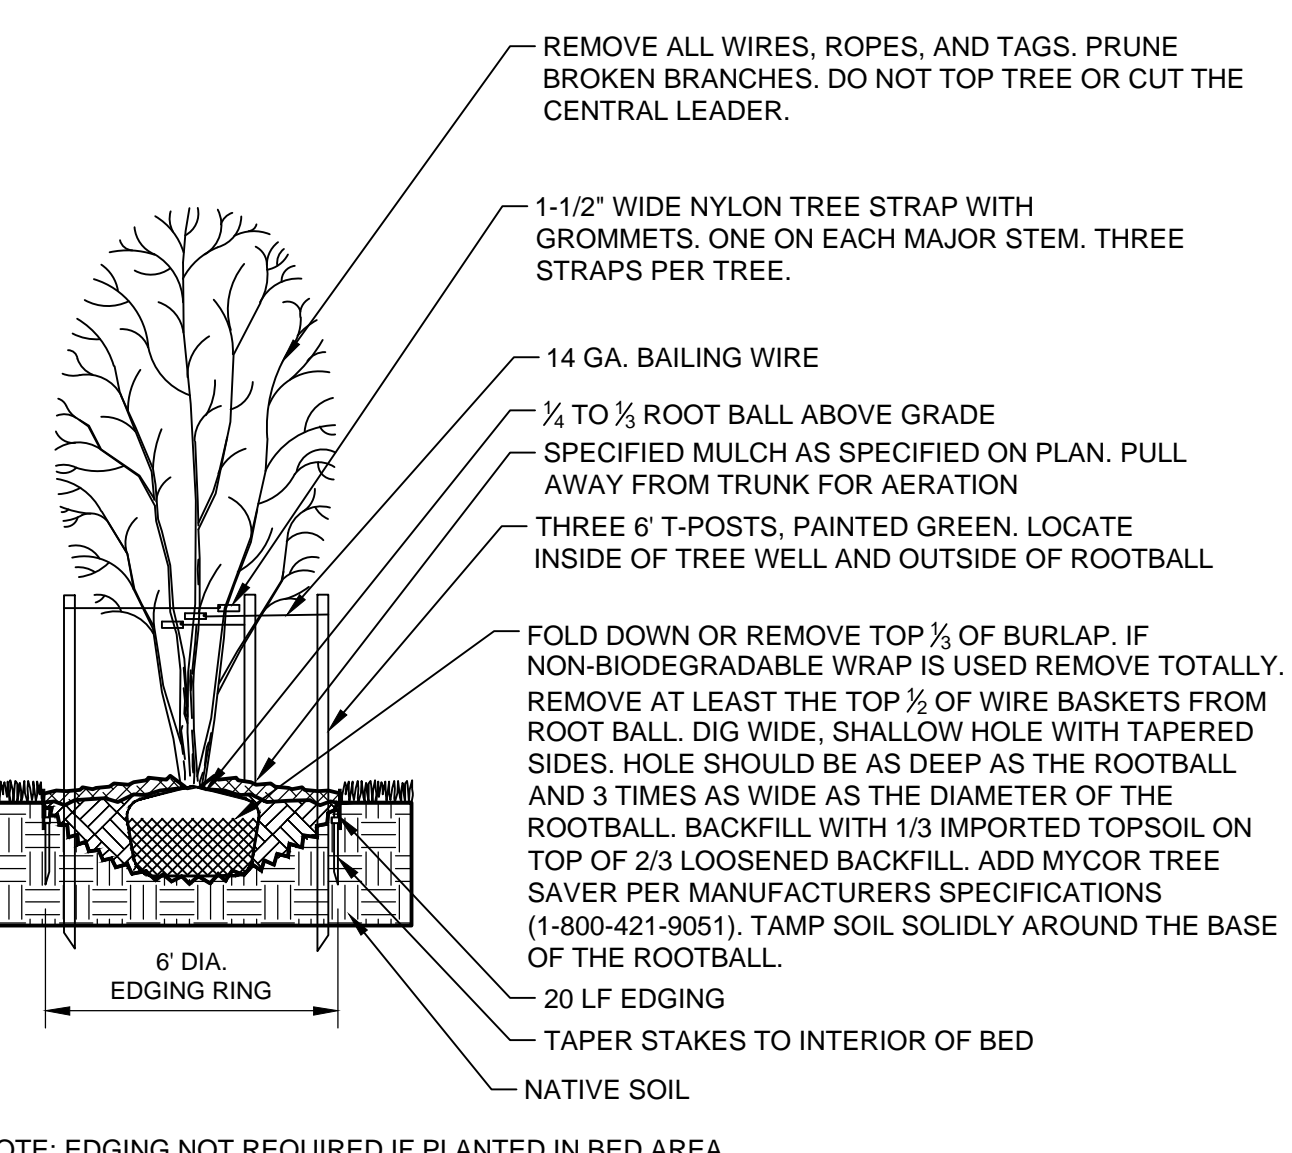 REMOVE ALL WIRES, ROPES, AND TAGS. PRUNE
BROKEN BRANCHES. DO NOT TOP TREE OR CUT THE
CENTRAL LEADER.
1-1/2" WIDE NYLON TREE STRAP WITH
GROMMETS. ONE ON EACH MAJOR STEM. THREE
STRAPS PER TREE.
14 GA. BAILING WIRE
1/4 TO 1/3 ROOT BALL ABOVE GRADE
SPECIFIED MULCH AS SPECIFIED ON PLAN. PULL
AWAY FROM TRUNK FOR AERATION
THREE 6' T-POSTS, PAINTED GREEN. LOCATE
INSIDE OF TREE WELL AND OUTSIDE OF ROOTBALL
FOLD DOWN OR REMOVE TOP 1/3 OF BURLAP. IF
NON-BIODEGRADABLE WRAP IS USED REMOVE TOTALLY.
REMOVE AT LEAST THE TOP 1/2 OF WIRE BASKETS FROM
ROOT BALL. DIG WIDE, SHALLOW HOLE WITH TAPERED
SIDES. HOLE SHOULD BE AS DEEP AS THE ROOTBALL
AND 3 TIMES AS WIDE AS THE DIAMETER OF THE
ROOTBALL. BACKFILL WITH 1/3 IMPORTED TOPSOIL ON
TOP OF 2/3 LOOSENED BACKFILL. ADD MYCOR TREE
SAVER PER MANUFACTURERS SPECIFICATIONS
(1-800-421-9051). TAMP SOIL SOLIDLY AROUND THE BASE
OF THE ROOTBALL.
6' DIA.
EDGING RING
20 LF EDGING
TAPER STAKES TO INTERIOR OF BED
NATIVE SOIL
OTE: EDGING NOT REQUIRED IF PLANTED IN BED AREA